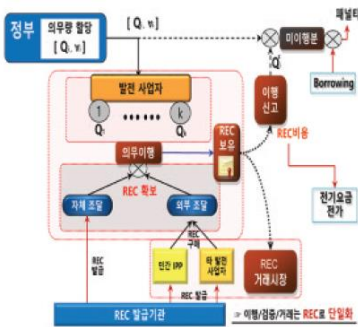 정부
의무량 할당
[ Qᵢ, ∀i ]
[ Qᵢ, ∀i ]
미이행분
패널티
Borrowing
발전 사업자
1
k
Q₁
Qₖ
이행
신고
의무이행
REC
보유
REC비용
REC 확보
자체 조달
외부 조달
전기요금
전가
REC
구매
REC
발급
민간 IPP
타 발전
사업자
REC
거래시장
REC 발급
REC 발급기관
☞ 이행/검증/거래는 REC로 단일화